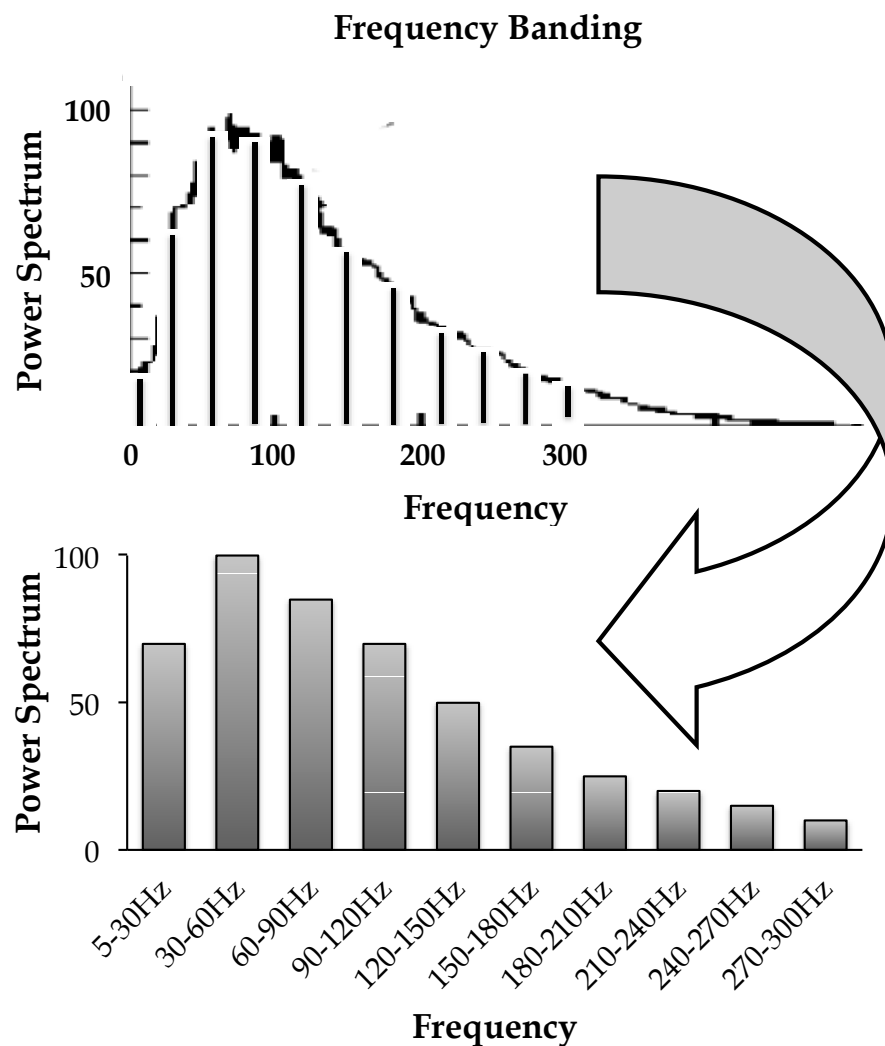 Frequency Banding
Power Spectrum
100
50
0 100 200 300
Frequency
Power Spectrum
100
50
0
5-30Hz
30-60Hz
60-90Hz
90-120Hz
120-150Hz
150-180Hz
180-210Hz
210-240Hz
240-270Hz
270-300Hz
Frequency